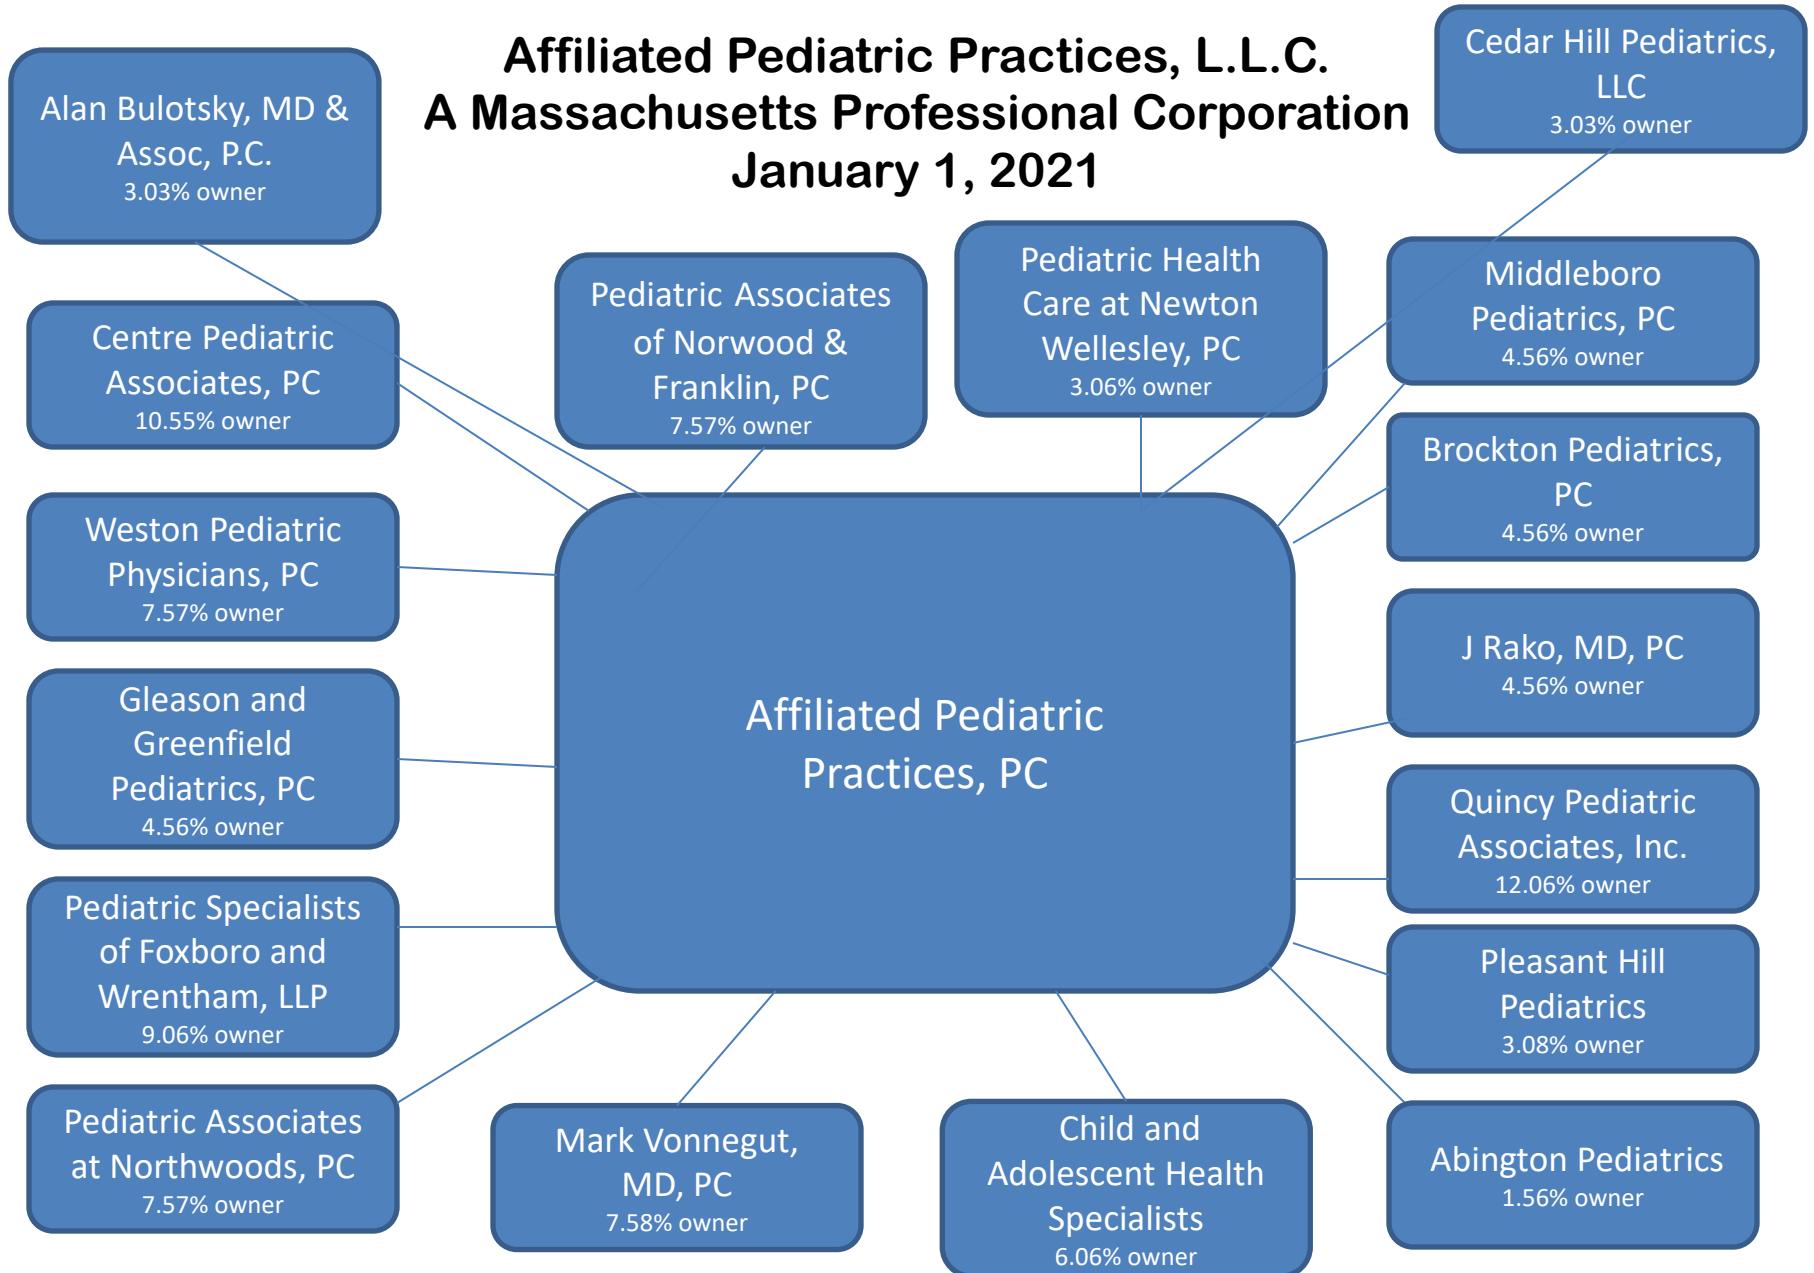 Affiliated Pediatric Practices, L.L.C.
A Massachusetts Professional Corporation
January 1, 2021
Alan Bulotsky, MD &
Assoc, P.C.
3.03% owner
Cedar Hill Pediatrics,
LLC
3.03% owner
Centre Pediatric
Associates, PC
10.55% owner
Pediatric Associates
of Norwood &
Franklin, PC
7.57% owner
Pediatric Health
Care at Newton
Wellesley, PC
3.06% owner
Middleboro
Pediatrics, PC
4.56% owner
Brockton Pediatrics,
PC
4.56% owner
Weston Pediatric
Physicians, PC
7.57% owner
J Rako, MD, PC
4.56% owner
Gleason and
Greenfield
Pediatrics, PC
4.56% owner
Affiliated Pediatric
Practices, PC
Quincy Pediatric
Associates, Inc.
12.06% owner
Pediatric Specialists
of Foxboro and
Wrentham, LLP
9.06% owner
Pleasant Hill
Pediatrics
3.08% owner
Pediatric Associates
at Northwoods, PC
7.57% owner
Mark Vonnegut,
MD, PC
7.58% owner
Child and
Adolescent Health
Specialists
6.06% owner
Abington Pediatrics
1.56% owner